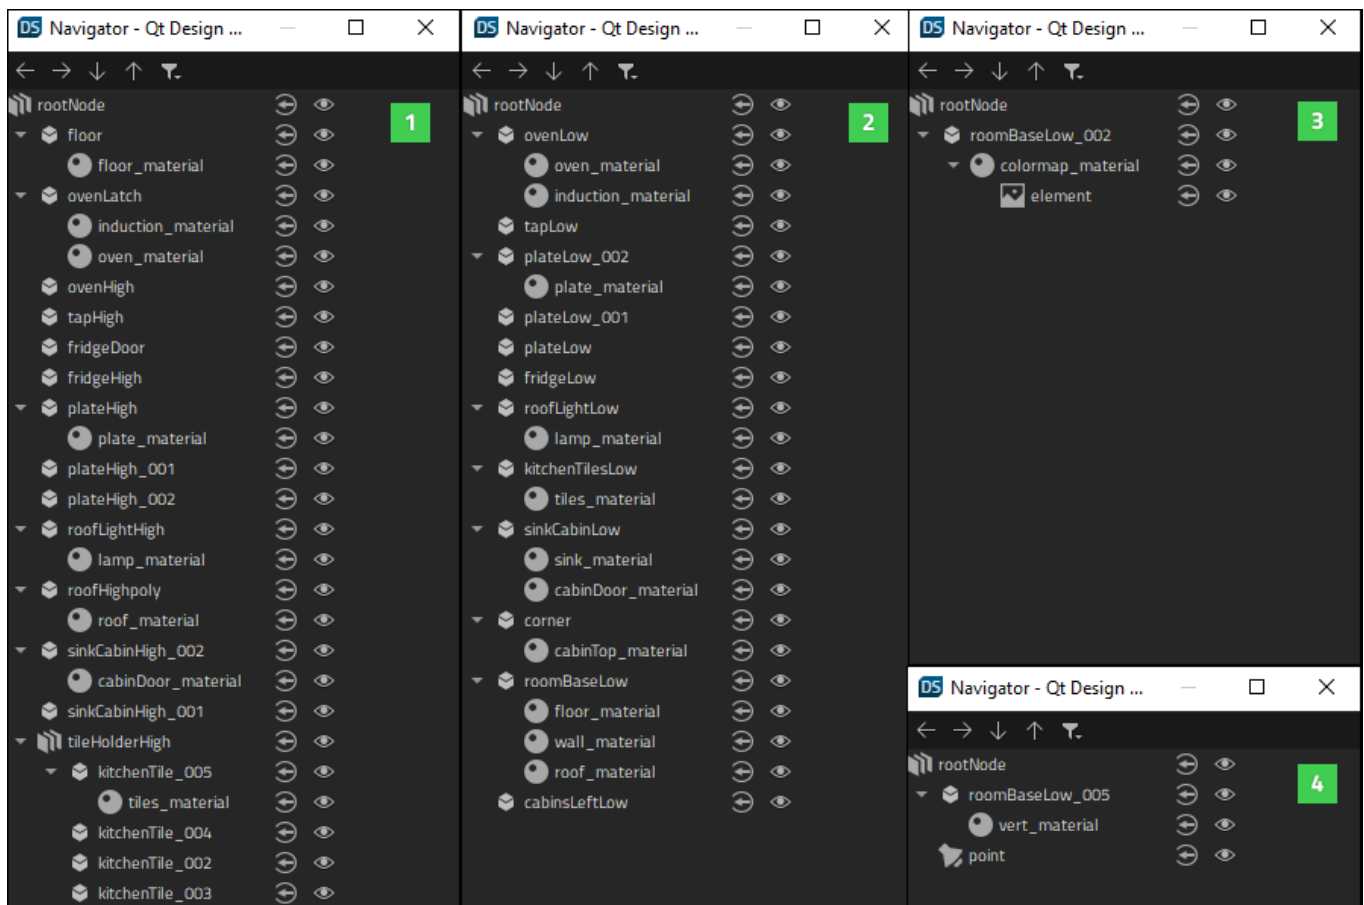 DS Navigator - Qt Design ...
1
rootNode
floor
floor_material
ovenLatch
induction_material
oven_material
ovenHigh
tapHigh
fridgeDoor
fridgeHigh
plateHigh
plate_material
plateHigh_001
plateHigh_002
roofLightHigh
lamp_material
roofHighpoly
roof_material
sinkCabinHigh_002
cabinDoor_material
sinkCabinHigh_001
tileHolderHigh
kitchenTile_005
tiles_material
kitchenTile_004
kitchenTile_002
kitchenTile_003
DS Navigator - Qt Design ...
2
rootNode
ovenLow
oven_material
induction_material
tapLow
plateLow_002
plate_material
plateLow_001
plateLow
fridgeLow
roofLightLow
lamp_material
kitchenTilesLow
tiles_material
sinkCabinLow
sink_material
cabinDoor_material
corner
cabinTop_material
roomBaseLow
floor_material
wall_material
roof_material
cabinsLeftLow
DS Navigator - Qt Design ...
3
rootNode
roomBaseLow_002
colormap_material
element
DS Navigator - Qt Design ...
4
rootNode
roomBaseLow_005
vert_material
point